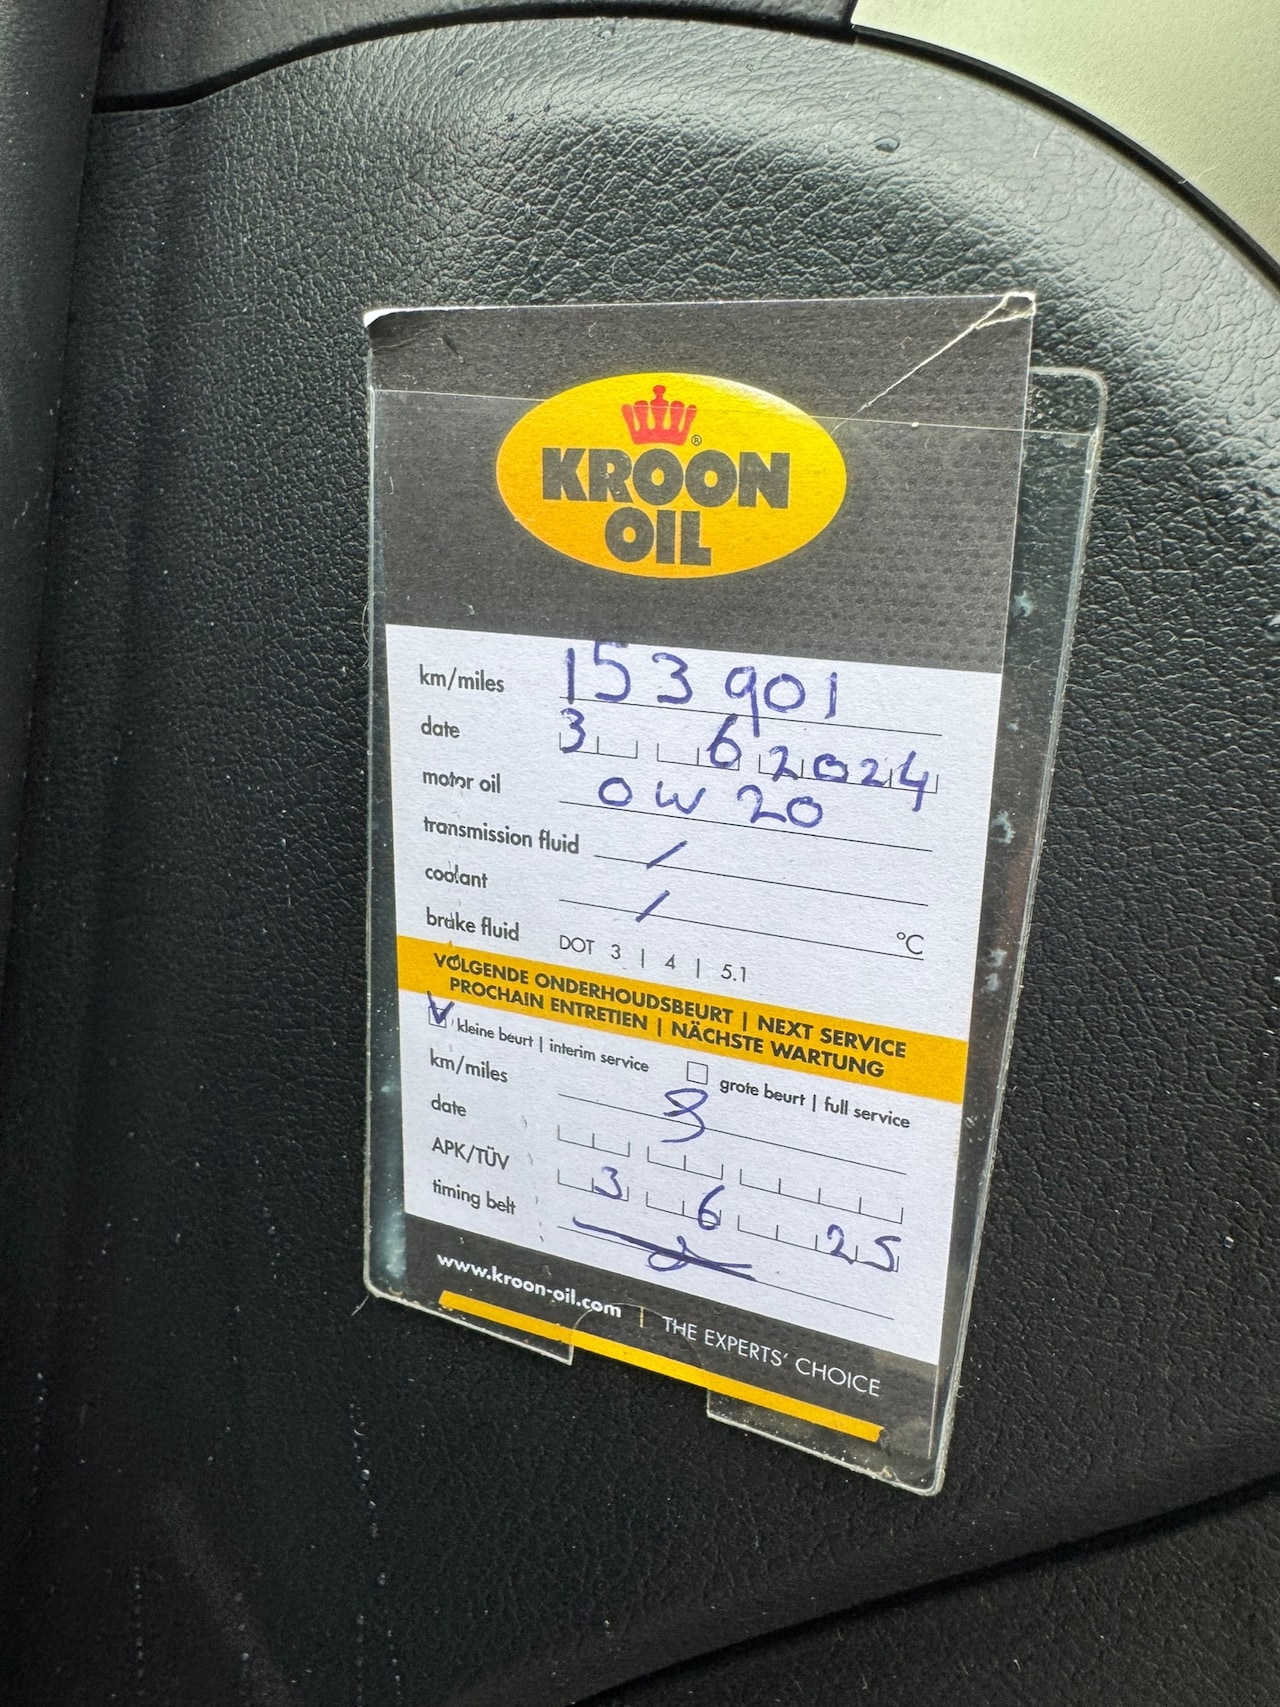 KROON
OIL
®
km/miles 153 901
date 3 6 2024
motor oil 0 W 20
transmission fluid /
coolant / °C
brake fluid DOT 3 | 4 | 5.1
VOLGENDE ONDERHOUDSBEURT | NEXT SERVICE
PROCHAIN ENTRETIEN | NÄCHSTE WARTUNG
kleine beurt | interim service grote beurt | full service
km/miles
date
APK/TÜV 3 6 25
timing belt
www.kroon-oil.com | THE EXPERTS' CHOICE